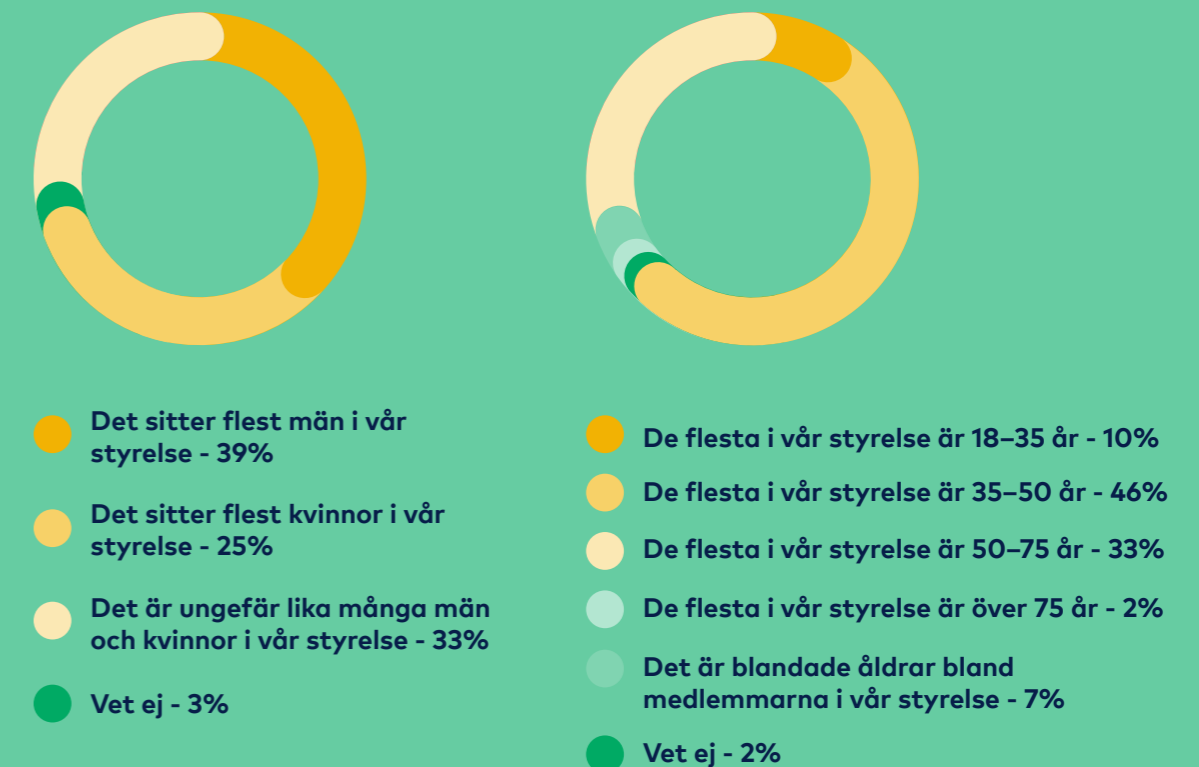 Det sitter flest män i vår
styrelse - 39%
Det sitter flest kvinnor i vår
styrelse - 25%
Det är ungefär lika många män
och kvinnor i vår styrelse - 33%
Vet ej - 3%
De flesta i vår styrelse är 18–35 år - 10%
De flesta i vår styrelse är 35–50 år - 46%
De flesta i vår styrelse är 50–75 år - 33%
De flesta i vår styrelse är över 75 år - 2%
Det är blandade åldrar bland
medlemmarna i vår styrelse - 7%
Vet ej - 2%